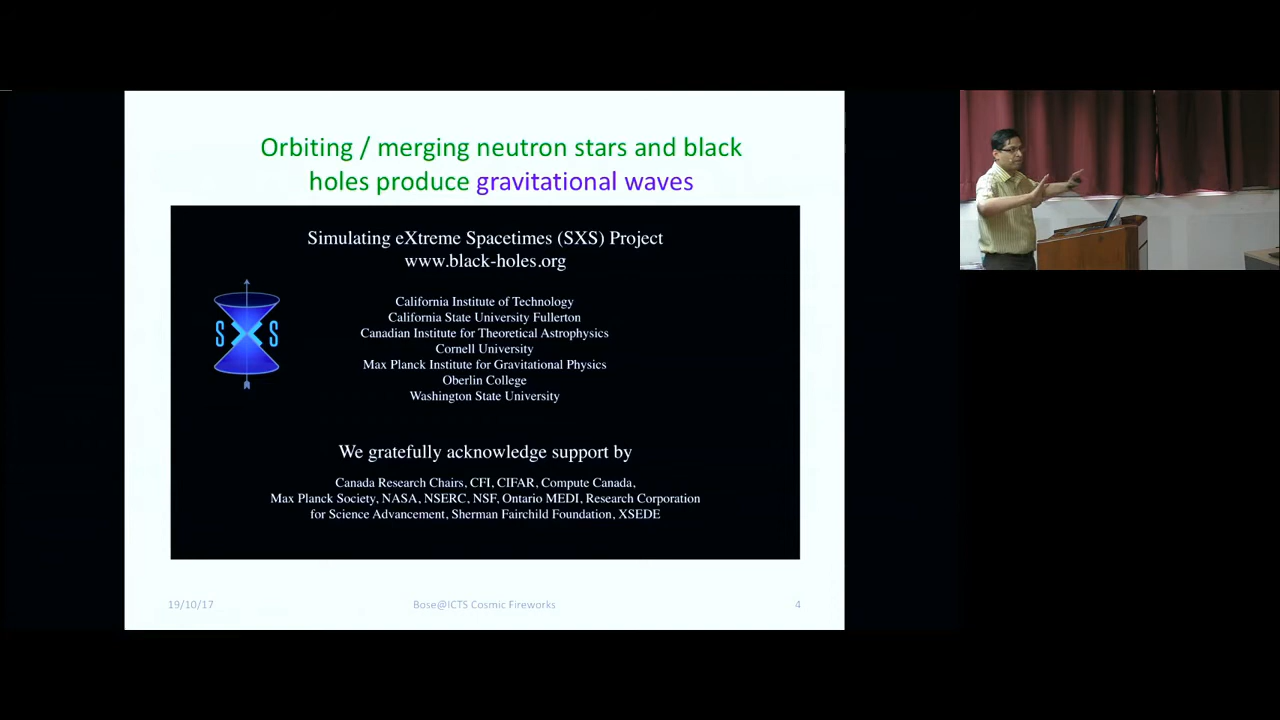 Orbiting / merging neutron stars and black
holes produce gravitational waves
Simulating eXtreme Spacetimes (SXS) Project
www.black-holes.org
SXS
California Institute of Technology
California State University Fullerton
Canadian Institute for Theoretical Astrophysics
Cornell University
Max Planck Institute for Gravitational Physics
Oberlin College
Washington State University
We gratefully acknowledge support by
Canada Research Chairs, CFI, CIFAR, Compute Canada,
Max Planck Society, NASA, NSERC, NSF, Ontario MEDI, Research Corporation
for Science Advancement, Sherman Fairchild Foundation, XSEDE
19/10/17 Bose@ICTS Cosmic Fireworks 4